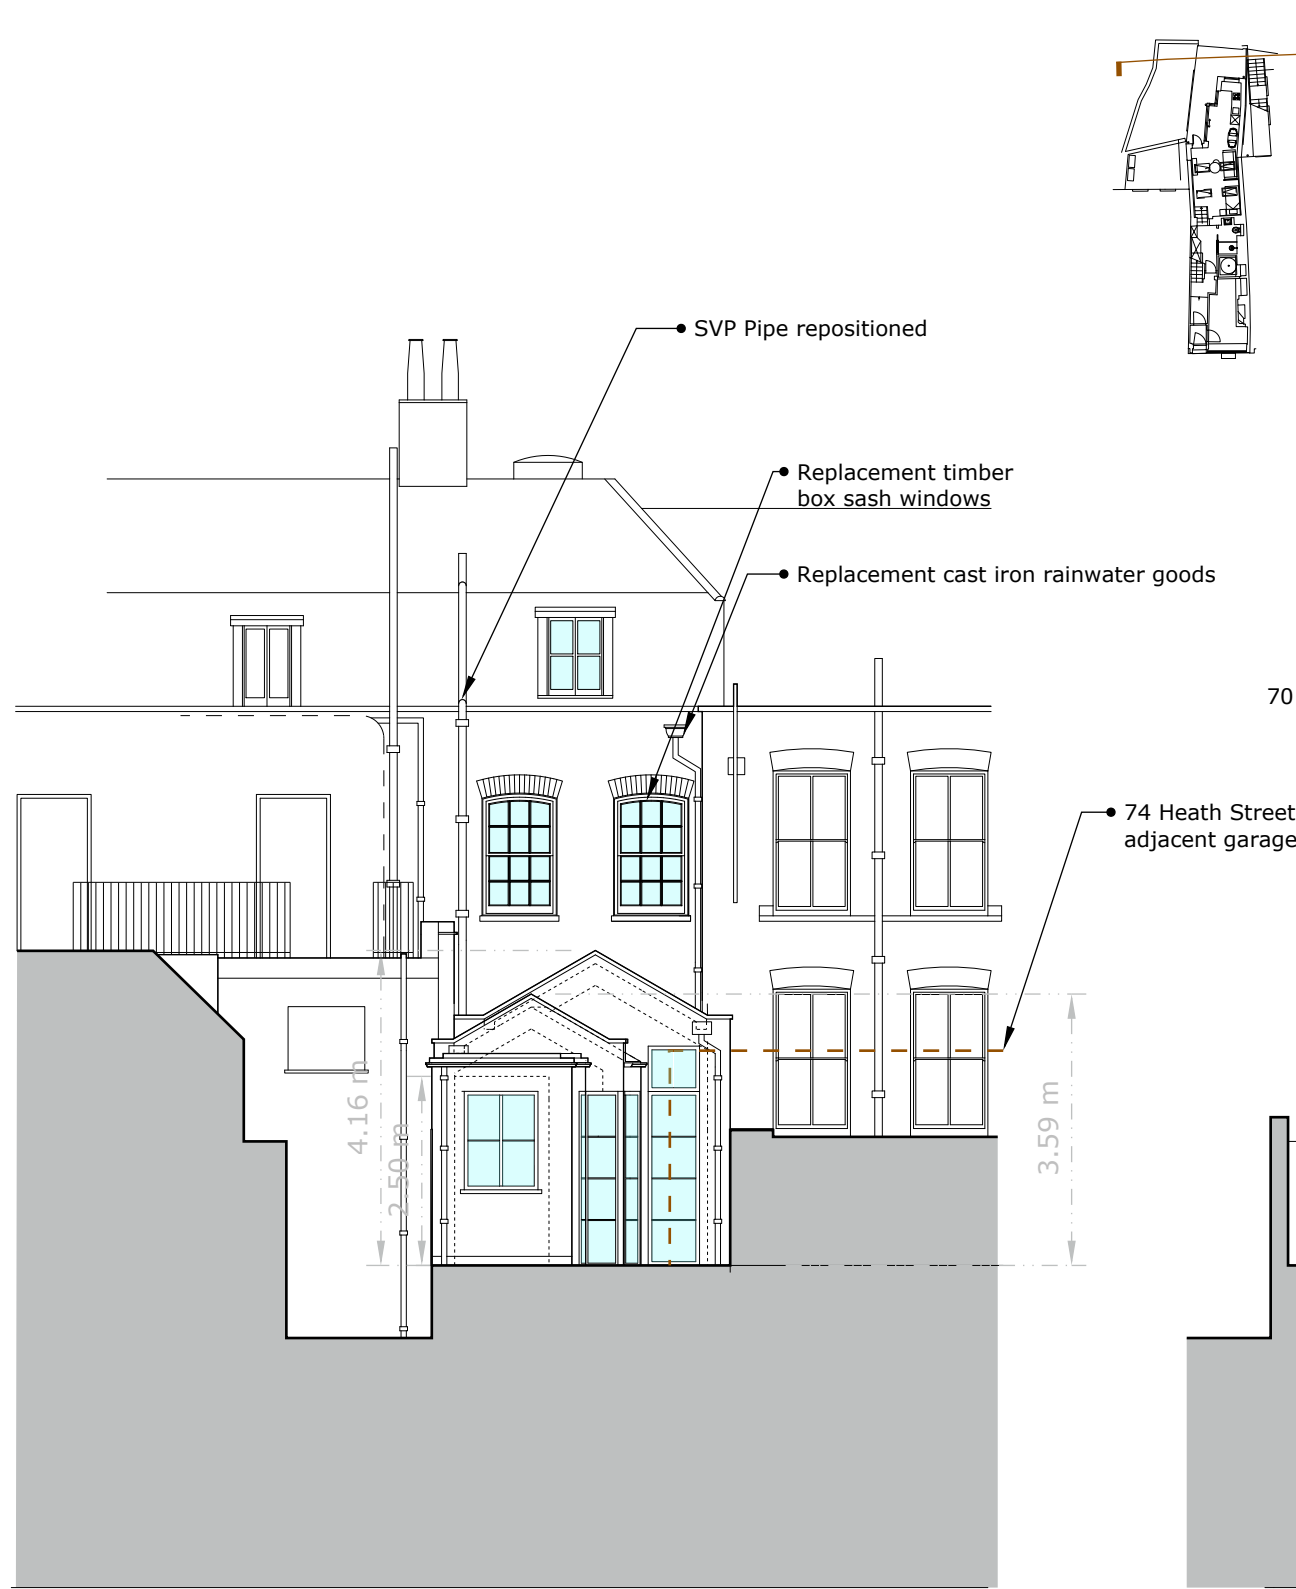 SVP Pipe repositioned
Replacement timber
box sash windows
Replacement cast iron rainwater goods
70
74 Heath Street
adjacent garage
4.16 m
2.50 m
3.59 m